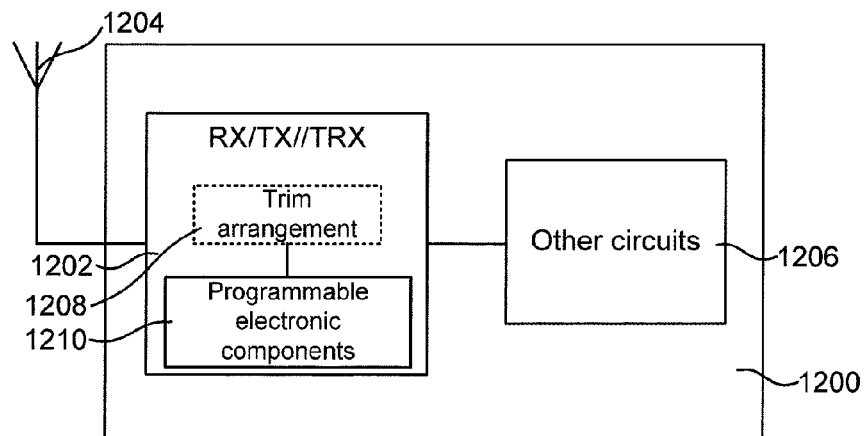 1204
RX/TX//TRX
Trim
arrangement
Other circuits
1202
1206
1208
Programmable
electronic
components
1210
1200